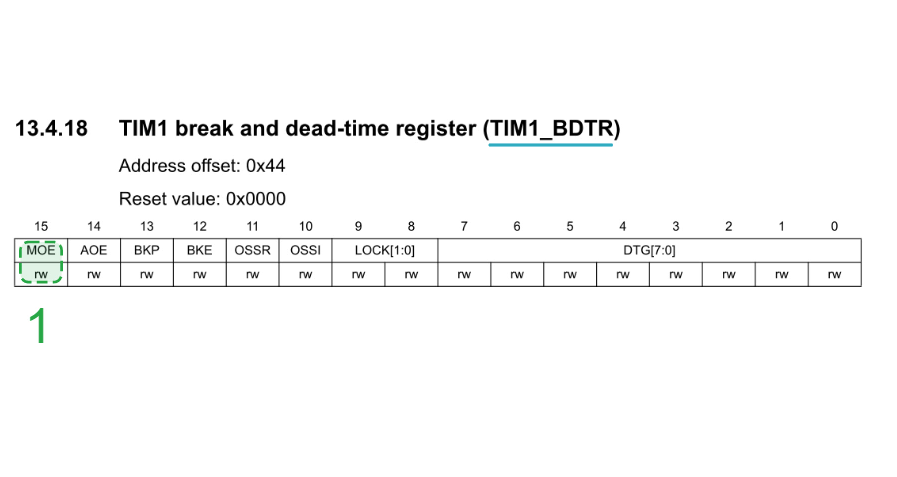 13.4.18 TIM1 break and dead-time register (TIM1_BDTR)
Address offset: 0x44
Reset value: 0x0000
15 14 13 12 11 10 9 8 7 6 5 4 3 2 1 0
MOE AOE BKP BKE OSSR OSSI LOCK[1:0] DTG[7:0]
rw rw rw rw rw rw rw rw rw rw rw rw rw rw rw rw
1